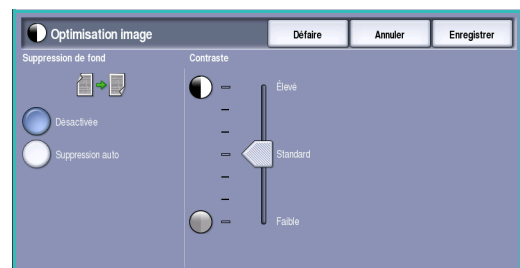 Optimisation image
Défaire
Annuler
Enregistrer
Suppression de fond
Contraste
Désactivée
Suppression auto
Élevé
Standard
Faible